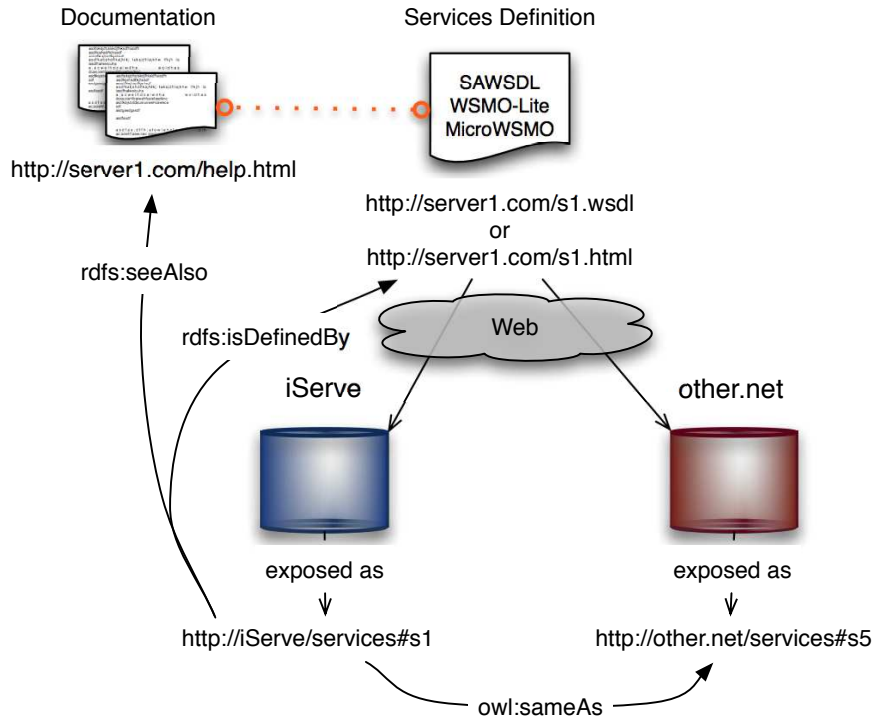 Documentation
Services Definition
SAWSDL
WSMO-Lite
MicroWSMO
http://server1.com/help.html
http://server1.com/s1.wsdl
or
http://server1.com/s1.html
rdfs:seeAlso
rdfs:isDefinedBy
Web
iServe
other.net
exposed as
exposed as
http://iServe/services#s1
http://other.net/services#s5
owl:sameAs